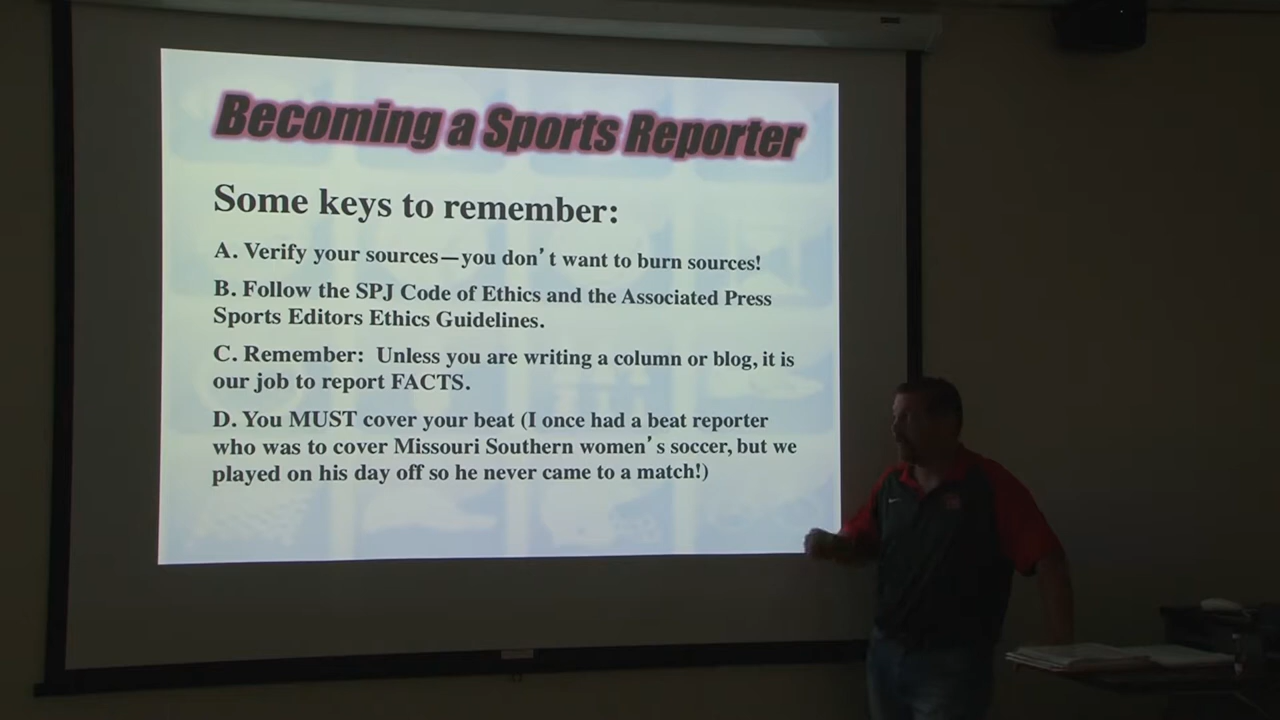 Becoming a Sports Reporter
Some keys to remember:
A. Verify your sources—you don't want to burn sources!
B. Follow the SPJ Code of Ethics and the Associated Press
Sports Editors Ethics Guidelines.
C. Remember:  Unless you are writing a column or blog, it is
our job to report FACTS.
D. You MUST cover your beat (I once had a beat reporter
who was to cover Missouri Southern women's soccer, but we
played on his day off so he never came to a match!)